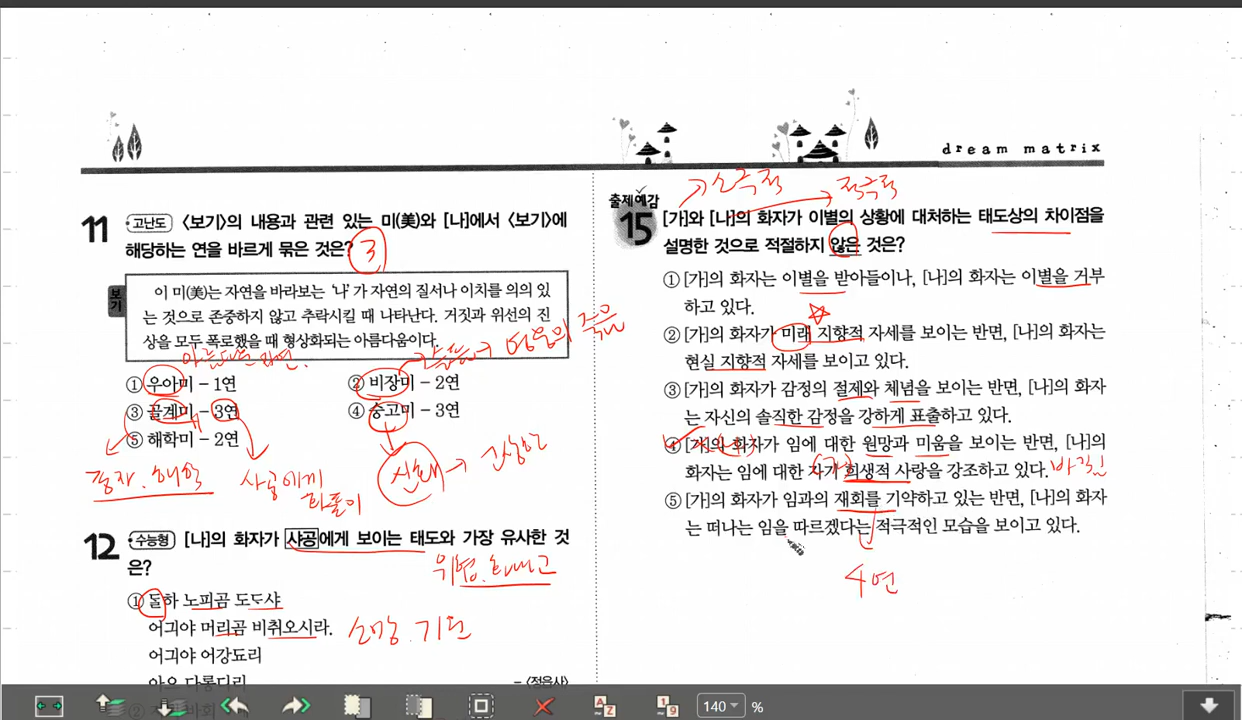 dream matrix
11 고난도 〈보기〉의 내용과 관련 있는 미(美)와 [나]에서 〈보기〉에
해당하는 연을 바르게 묶은 것은? 3
보기
이 미(美)는 자연을 바라보는 '나'가 자연의 질서나 이치를 의의 있
는 것으로 존중하지 않고 추락시킬 때 나타난다. 거짓과 위선의 진
상을 모두 폭로했을 때 형상화되는 아름다움이다.
① 우아미 – 1연
② 비장미 – 2연
영웅의 죽음
③ 골계미 – 3연
④ 숭고미 – 3연
⑤ 해학미 – 2연
풍자. 해학
사공에게
화풀이
12 수능형 [나]의 화자가 샤공에게 보이는 태도와 가장 유사한 것
은?
위협. 화내고
① 돌하 노피곰 도도샤
어긔야 머리곰 비취오시라.
소망. 기원
어긔야 어강됴리
아으 다롱디리
– 〈정읍사〉
출제예감
소극적
적극적
15 [가]와 [나]의 화자가 이별의 상황에 대처하는 태도상의 차이점을
설명한 것으로 적절하지 않은 것은?
① [가]의 화자는 이별을 받아들이나, [나]의 화자는 이별을 거부
하고 있다.
② [가]의 화자가 미래 지향적 자세를 보이는 반면, [나]의 화자는
현실 지향적 자세를 보이고 있다.
③ [가]의 화자가 감정의 절제와 체념을 보이는 반면, [나]의 화자
는 자신의 솔직한 감정을 강하게 표출하고 있다.
④ [가]의 화자가 임에 대한 원망과 미움을 보이는 반면, [나]의
화자는 임에 대한 자기 희생적 사랑을 강조하고 있다.
⑤ [가]의 화자가 임과의 재회를 기약하고 있는 반면, [나]의 화자
는 떠나는 임을 따르겠다는 적극적인 모습을 보이고 있다.
4연
140 %